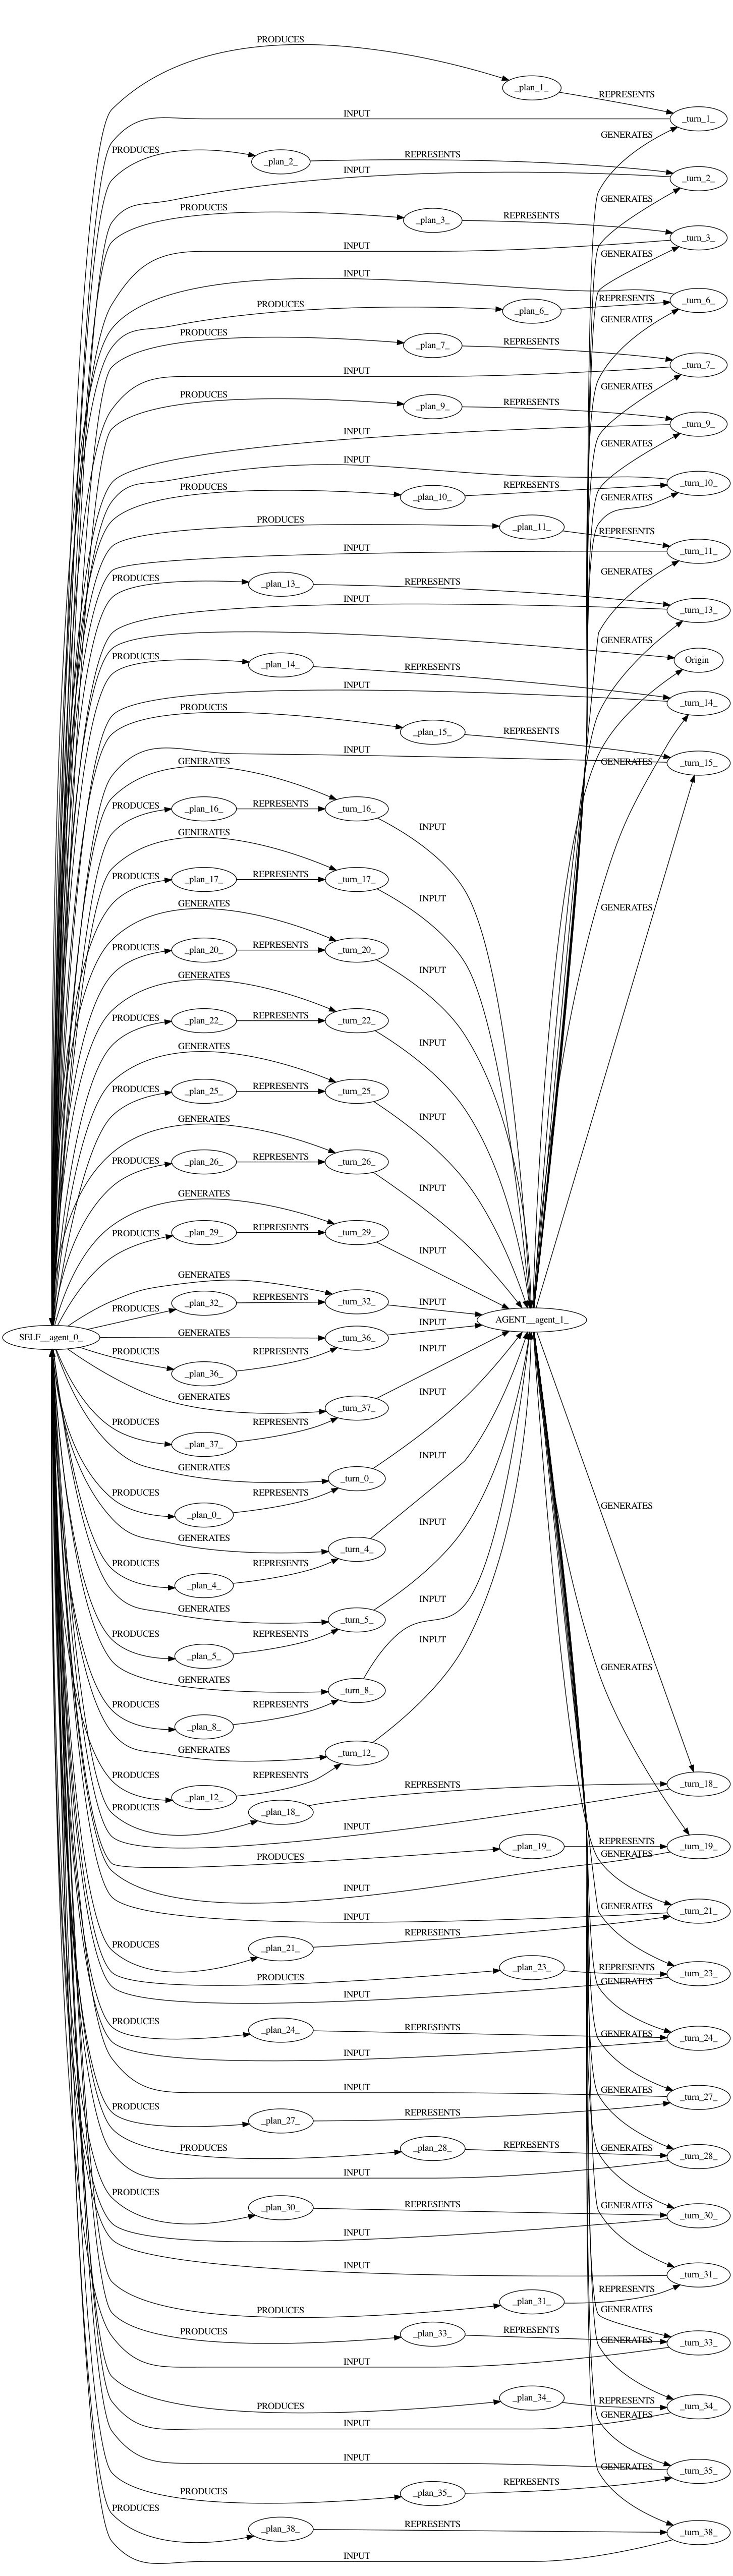 PRODUCES
_plan_1_
REPRESENTS
INPUT
_turn_1_
GENERATES
PRODUCES
_plan_2_
REPRESENTS
INPUT
_turn_2_
GENERATES
PRODUCES
_plan_3_
REPRESENTS
_turn_3_
INPUT
GENERATES
INPUT
_turn_6_
PRODUCES
_plan_6_
REPRESENTS
GENERATES
PRODUCES
_plan_7_
REPRESENTS
_turn_7_
INPUT
GENERATES
PRODUCES
_plan_9_
REPRESENTS
_turn_9_
INPUT
GENERATES
INPUT
_turn_10_
PRODUCES
_plan_10_
REPRESENTS
GENERATES
PRODUCES
_plan_11_
REPRESENTS
INPUT
_turn_11_
GENERATES
PRODUCES
_plan_13_
REPRESENTS
INPUT
_turn_13_
GENERATES
PRODUCES
_plan_14_
REPRESENTS
Origin
INPUT
_turn_14_
PRODUCES
_plan_15_
REPRESENTS
INPUT
GENERATES
_turn_15_
GENERATES
PRODUCES
_plan_16_
REPRESENTS
_turn_16_
INPUT
GENERATES
PRODUCES
_plan_17_
REPRESENTS
_turn_17_
INPUT
GENERATES
GENERATES
PRODUCES
_plan_20_
REPRESENTS
_turn_20_
INPUT
GENERATES
PRODUCES
_plan_22_
REPRESENTS
_turn_22_
INPUT
GENERATES
PRODUCES
_plan_25_
REPRESENTS
_turn_25_
INPUT
GENERATES
PRODUCES
_plan_26_
REPRESENTS
_turn_26_
INPUT
GENERATES
PRODUCES
_plan_29_
REPRESENTS
_turn_29_
INPUT
GENERATES
PRODUCES
_plan_32_
REPRESENTS
_turn_32_
INPUT
SELF__agent_0_
GENERATES
_turn_36_
INPUT
AGENT__agent_1_
PRODUCES
_plan_36_
REPRESENTS
INPUT
GENERATES
_turn_37_
PRODUCES
_plan_37_
REPRESENTS
INPUT
GENERATES
_turn_0_
PRODUCES
_plan_0_
REPRESENTS
INPUT
GENERATES
GENERATES
_turn_4_
PRODUCES
_plan_4_
REPRESENTS
INPUT
GENERATES
_turn_5_
PRODUCES
_plan_5_
REPRESENTS
INPUT
GENERATES
GENERATES
_turn_8_
PRODUCES
_plan_8_
REPRESENTS
INPUT
GENERATES
_turn_12_
PRODUCES
_plan_12_
REPRESENTS
PRODUCES
_plan_18_
REPRESENTS
_turn_18_
INPUT
PRODUCES
_plan_19_
REPRESENTS
_turn_19_
GENERATES
INPUT
_turn_21_
GENERATES
PRODUCES
_plan_21_
REPRESENTS
PRODUCES
_plan_23_
REPRESENTS
_turn_23_
GENERATES
INPUT
PRODUCES
_plan_24_
REPRESENTS
_turn_24_
GENERATES
INPUT
INPUT
_turn_27_
GENERATES
PRODUCES
_plan_27_
REPRESENTS
PRODUCES
_plan_28_
REPRESENTS
_turn_28_
GENERATES
INPUT
PRODUCES
_plan_30_
REPRESENTS
_turn_30_
GENERATES
INPUT
INPUT
_turn_31_
PRODUCES
_plan_31_
REPRESENTS
GENERATES
PRODUCES
_plan_33_
REPRESENTS
_turn_33_
GENERATES
INPUT
PRODUCES
_plan_34_
REPRESENTS
_turn_34_
GENERATES
INPUT
INPUT
_turn_35_
GENERATES
PRODUCES
_plan_35_
REPRESENTS
PRODUCES
_plan_38_
REPRESENTS
_turn_38_
INPUT